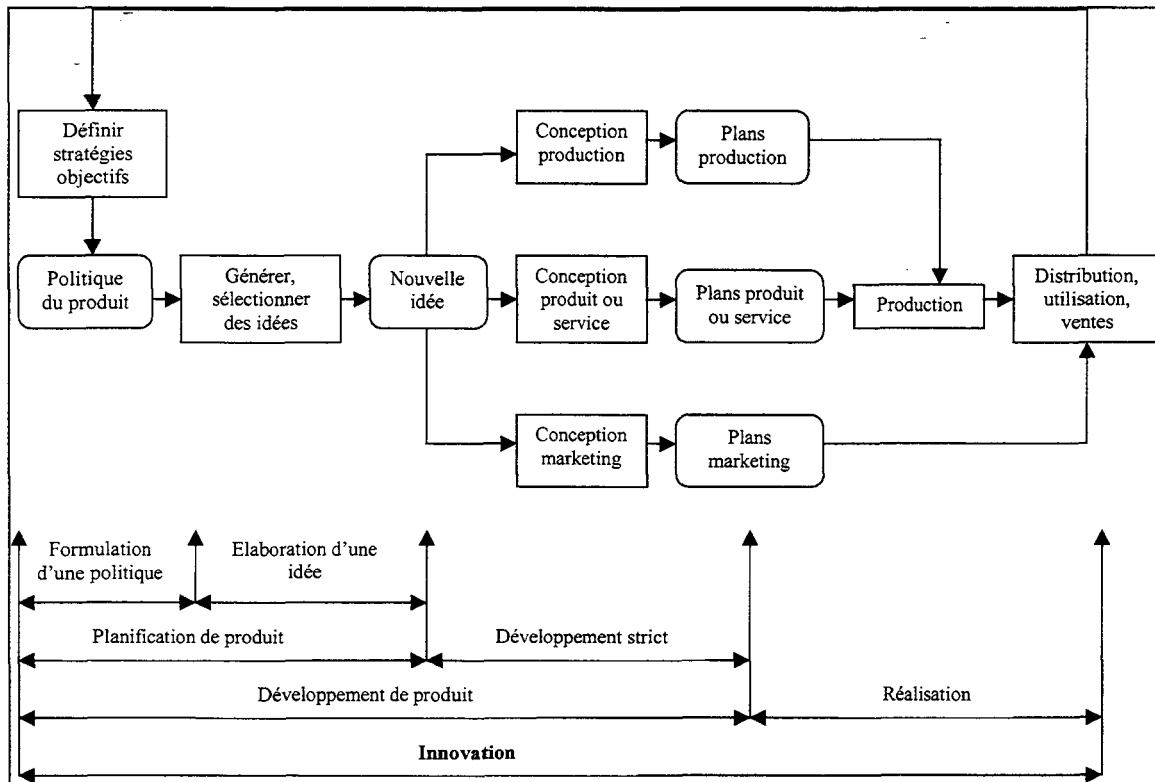 Définir
stratégies
objectifs
Conception
production
Plans
production
Politique
du produit
Générer,
sélectionner
des idées
Nouvelle
idée
Conception
produit ou
service
Plans produit
ou service
Production
Distribution,
utilisation,
ventes
Conception
marketing
Plans
marketing
Formulation
d'une politique
Elaboration d'une
idée
Planification de produit
Développement strict
Développement de produit
Réalisation
Innovation